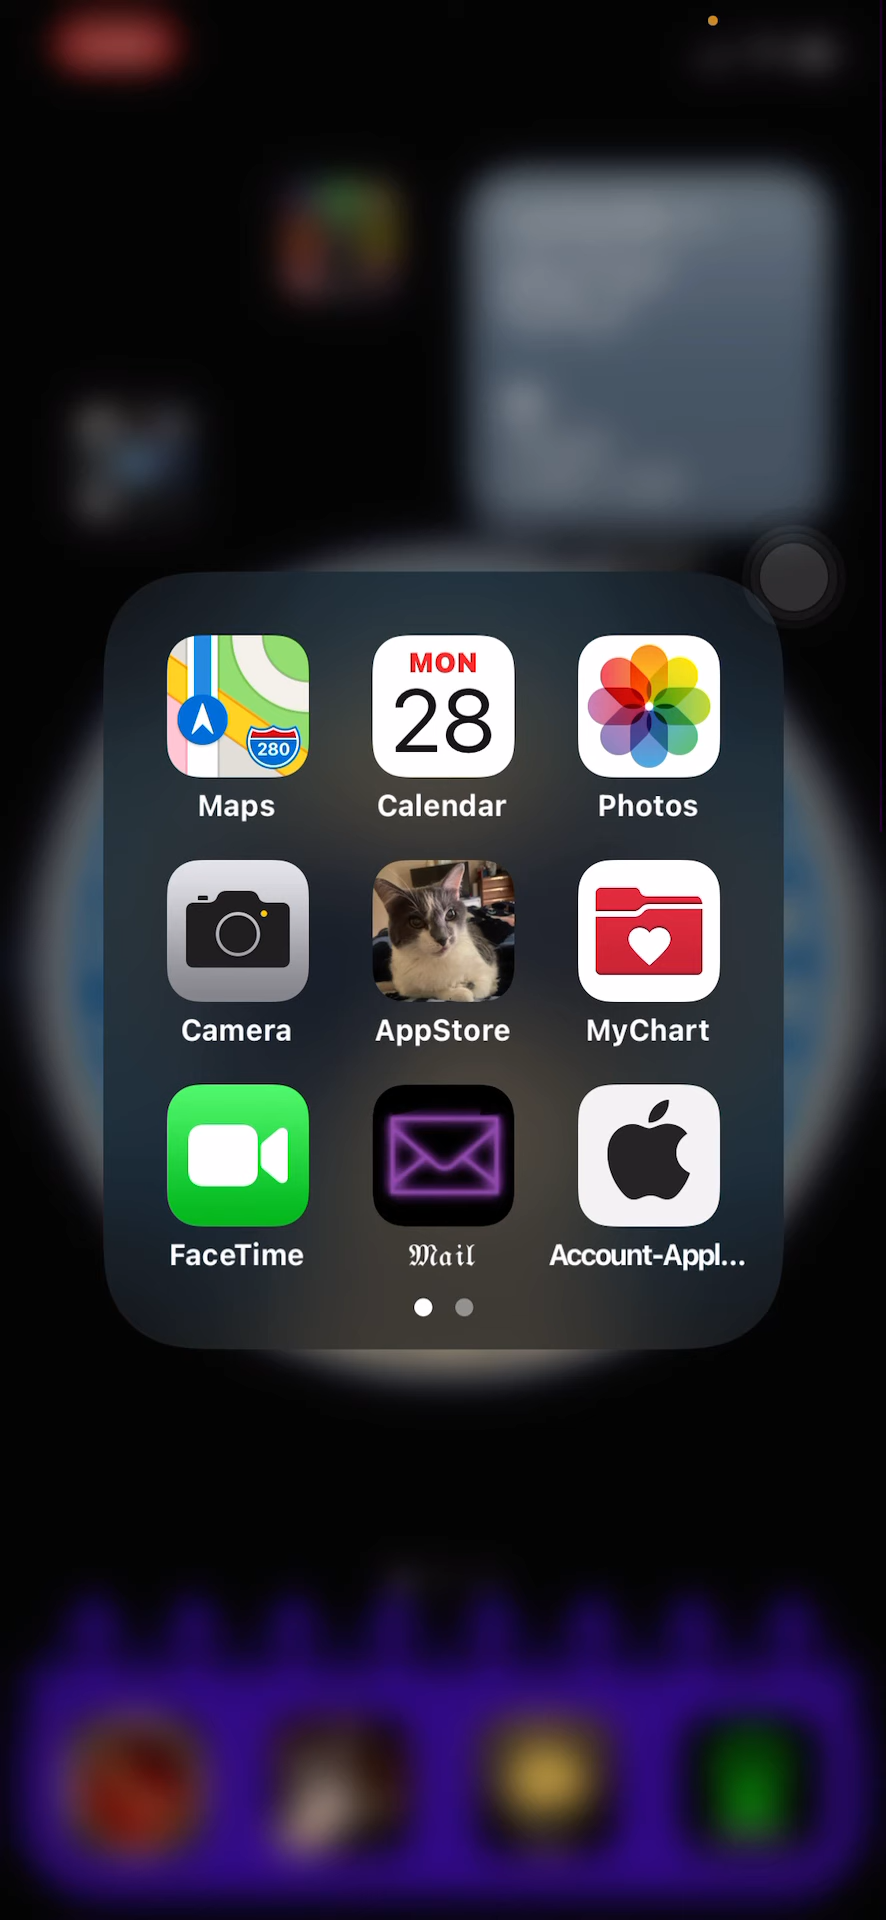 MON
28
280
Maps
Calendar
Photos
Camera
AppStore
MyChart
FaceTime
𝔐𝔞𝔦𝔩
Account-Appl...